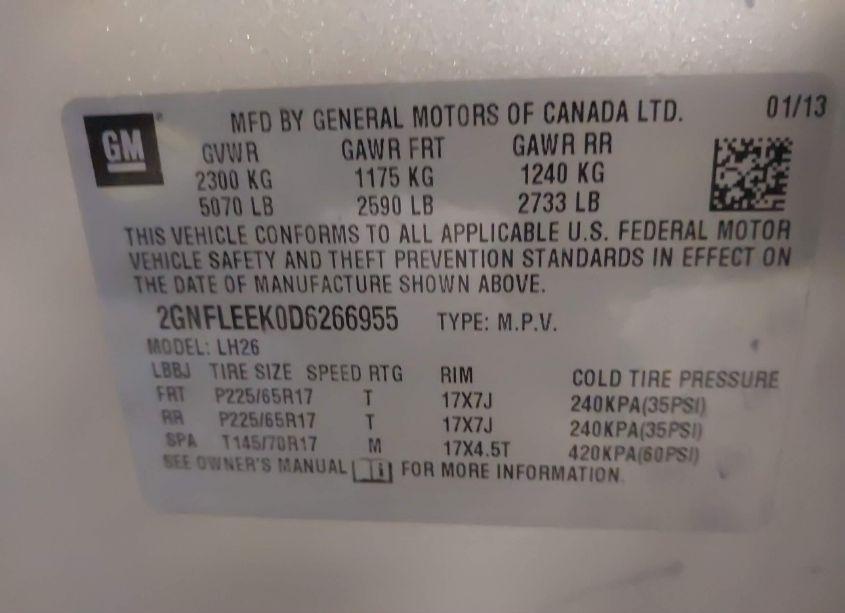 GM
MFD BY GENERAL MOTORS OF CANADA LTD. 01/13
GVWR GAWR FRT GAWR RR
2300 KG 1175 KG 1240 KG
5070 LB 2590 LB 2733 LB
THIS VEHICLE CONFORMS TO ALL APPLICABLE U.S. FEDERAL MOTOR
VEHICLE SAFETY AND THEFT PREVENTION STANDARDS IN EFFECT ON
THE DATE OF MANUFACTURE SHOWN ABOVE.
2GNFLEEK0D6266955 TYPE: M.P.V.
MODEL: LH26
LBBJ TIRE SIZE SPEED RTG RIM COLD TIRE PRESSURE
FRT P225/65R17 T 17X7J 240KPA(35PSI)
RR P225/65R17 T 17X7J 240KPA(35PSI)
SPA T145/70R17 M 17X4.5T 420KPA(60PSI)
SEE OWNER'S MANUAL i FOR MORE INFORMATION.